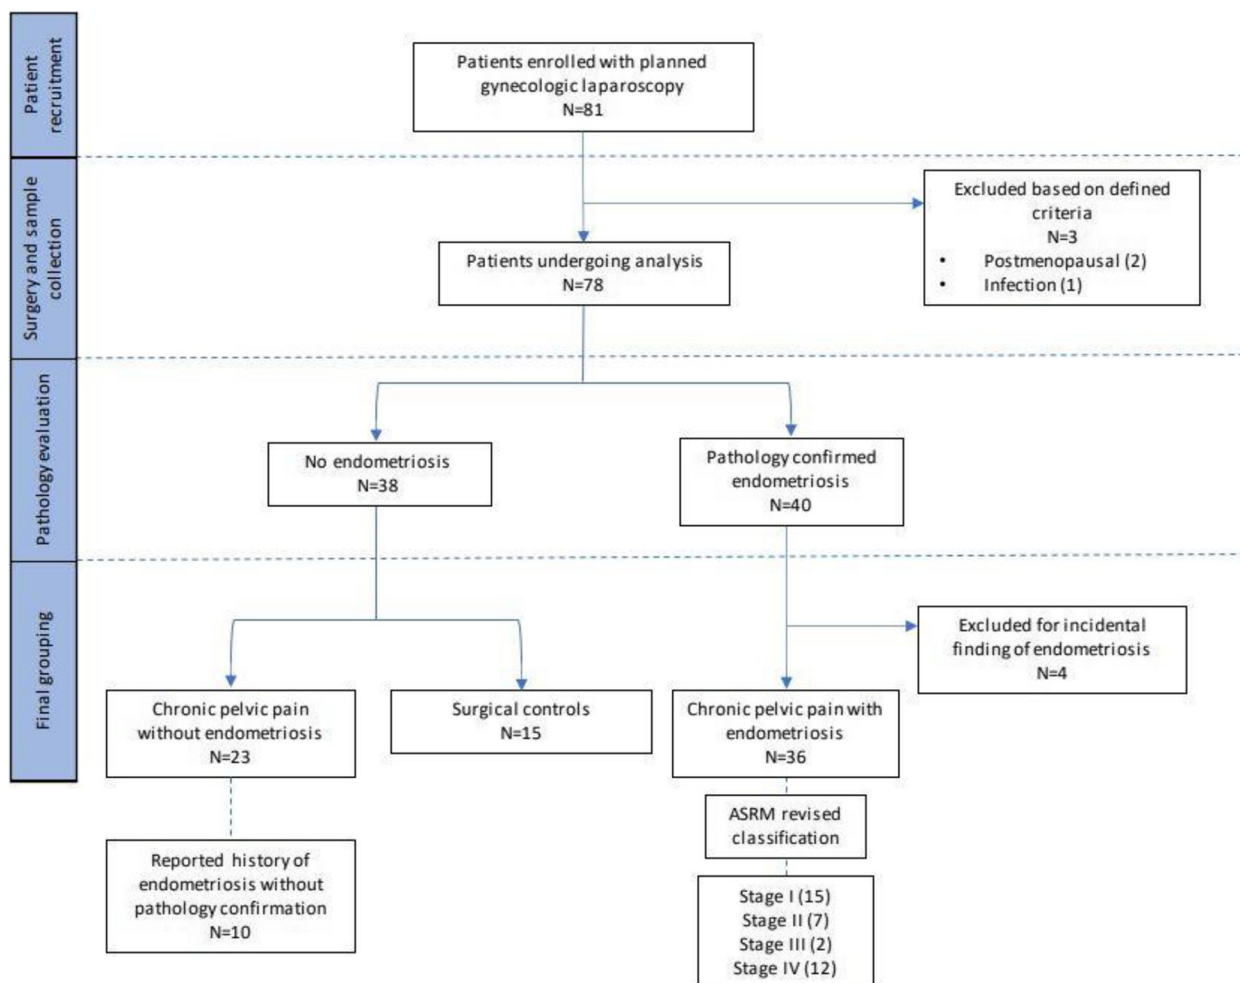 Patient
recruitment
Patients enrolled with planned
gynecologic laparoscopy
N=81
Surgery and sample
collection
Excluded based on defined
criteria
N=3
• Postmenopausal (2)
• Infection (1)
Patients undergoing analysis
N=78
Pathology evaluation
No endometriosis
N=38
Pathology confirmed
endometriosis
N=40
Final grouping
Excluded for incidental
finding of endometriosis
N=4
Chronic pelvic pain
without endometriosis
N=23
Surgical controls
N=15
Chronic pelvic pain with
endometriosis
N=36
Reported history of
endometriosis without
pathology confirmation
N=10
ASRM revised
classification
Stage I (15)
Stage II (7)
Stage III (2)
Stage IV (12)